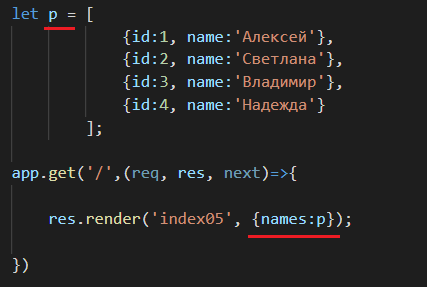 let p = [
{id:1, name:'Алексей'},
{id:2, name:'Светлана'},
{id:3, name:'Владимир'},
{id:4, name:'Надежда'}
];
app.get('/',(req, res, next)=>{
res.render('index05', {names:p});
})